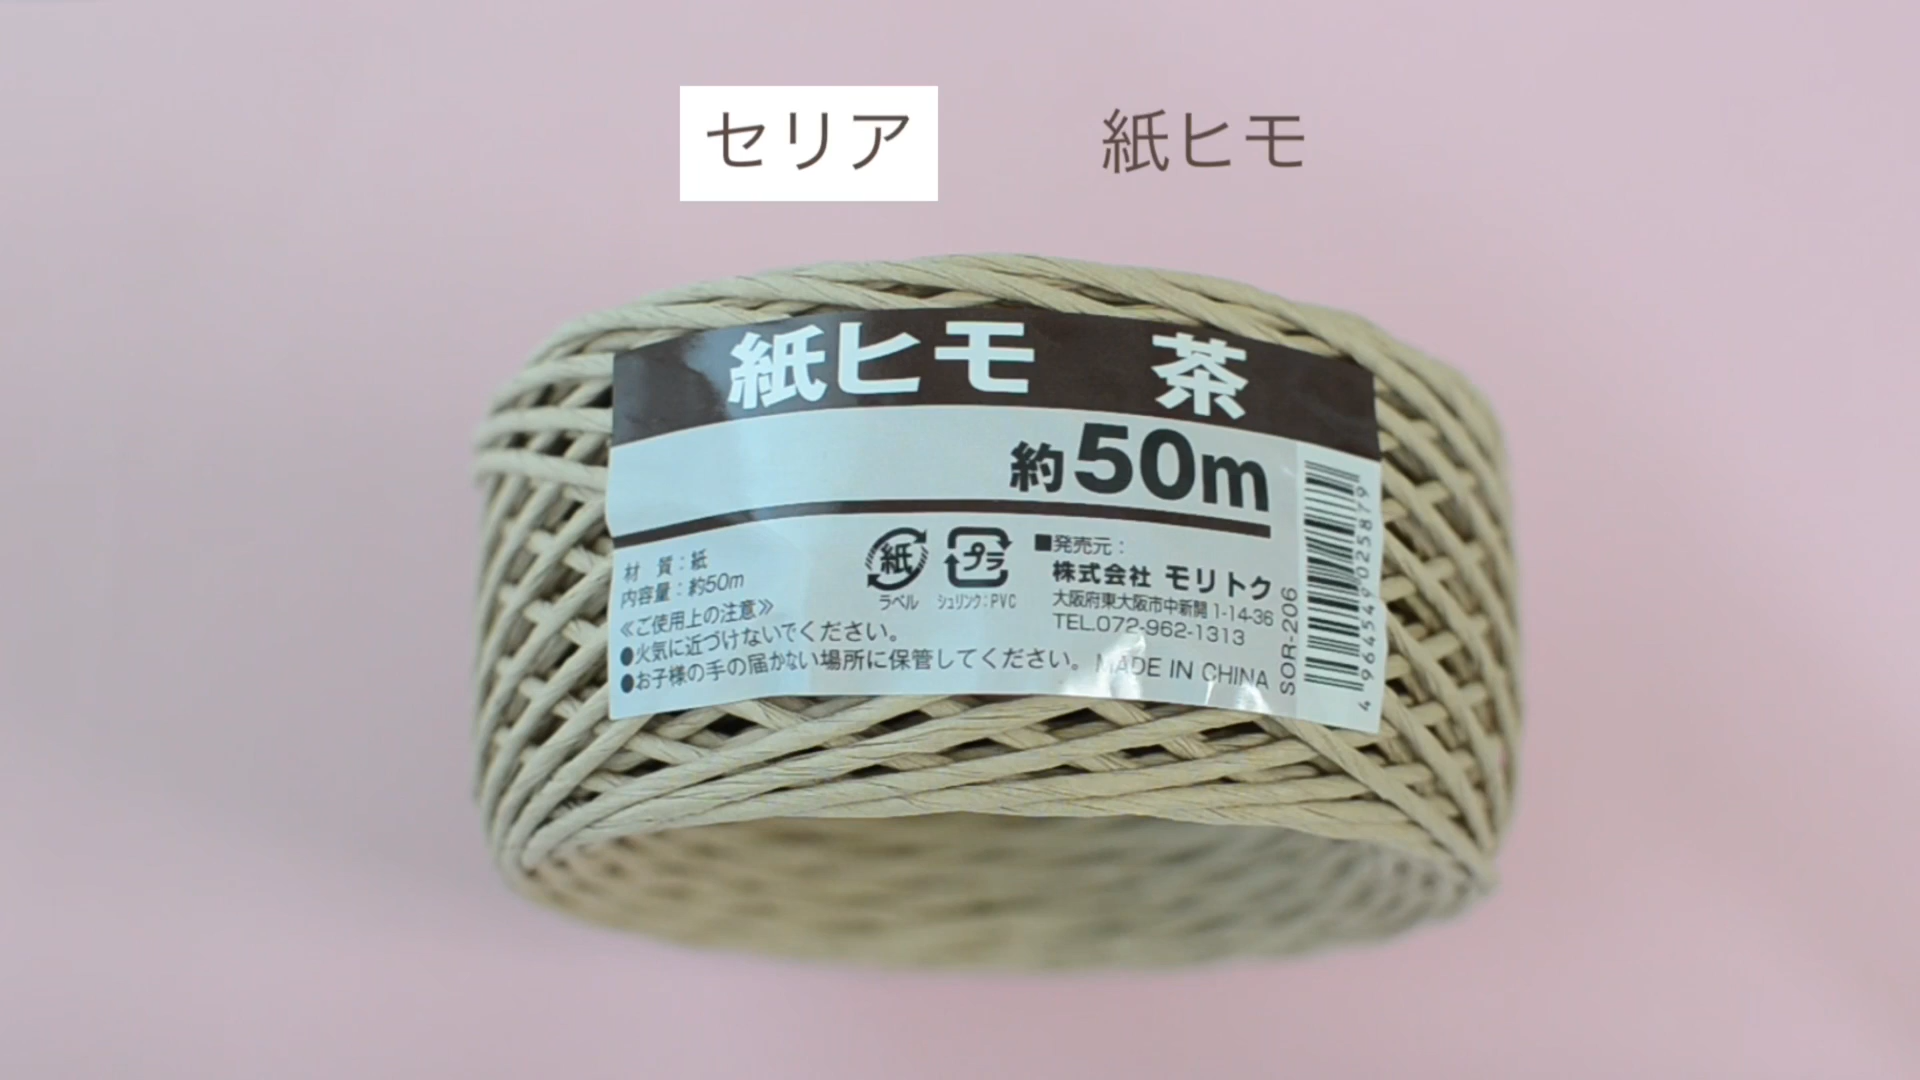 セリア
紙ヒモ
紙ヒモ　茶
約50m
材　質：紙
内容量：約50m
≪ご使用上の注意≫
●火気に近づけないでください。
●お子様の手の届かない場所に保管してください。
紙
ラベル
プラ
シュリンク：PVC
■発売元：
株式会社 モリトク
大阪府東大阪市中新開1-14-36
TEL.072-962-1313
MADE IN CHINA
SOR-206
4964549025879